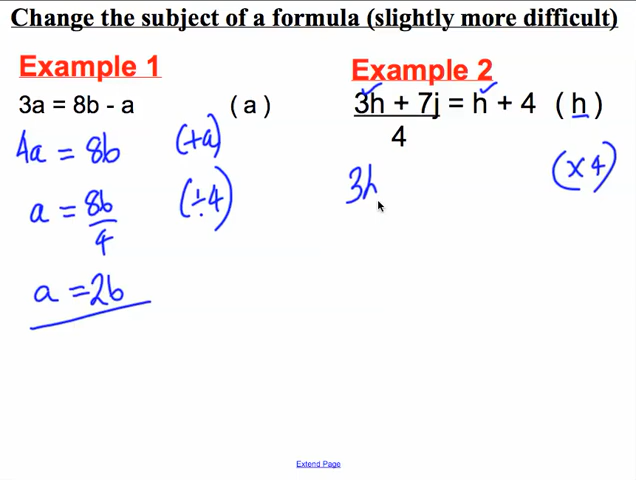 Change the subject of a formula (slightly more difficult)
Example 1
3a = 8b - a ( a )
4a = 8b (+a)
a = 8b (÷4)
4
a = 2b
Example 2
3h + 7j = h + 4 ( h )
4
(×4)
3h
Extend Page